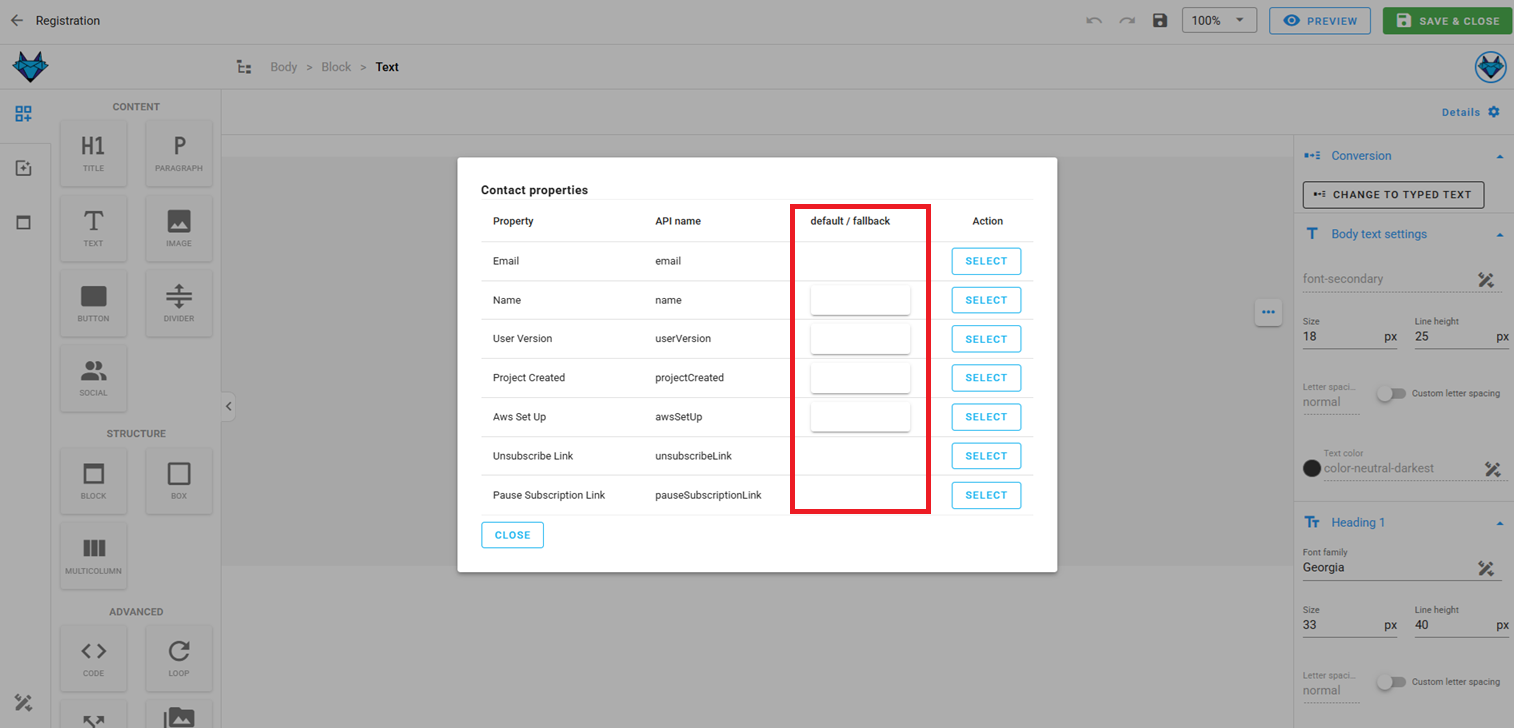 Registration
100%
PREVIEW
SAVE & CLOSE
Body > Block > Text
Details
CONTENT
H1
TITLE
P
PARAGRAPH
T
TEXT
IMAGE
BUTTON
DIVIDER
SOCIAL
STRUCTURE
BLOCK
BOX
MULTICOLUMN
ADVANCED
CODE
LOOP
Contact properties
Property API name default / fallback Action
Email email SELECT
Name name SELECT
User Version userVersion SELECT
Project Created projectCreated SELECT
Aws Set Up awsSetUp SELECT
Unsubscribe Link unsubscribeLink SELECT
Pause Subscription Link pauseSubscriptionLink SELECT
CLOSE
Conversion
CHANGE TO TYPED TEXT
Body text settings
font-secondary
Size Line height
18 px 25 px
Letter spaci...
normal
Custom letter spacing
Text color
color-neutral-darkest
Heading 1
Font family
Georgia
Size Line height
33 px 40 px
Letter spaci...
normal
Custom letter spacing